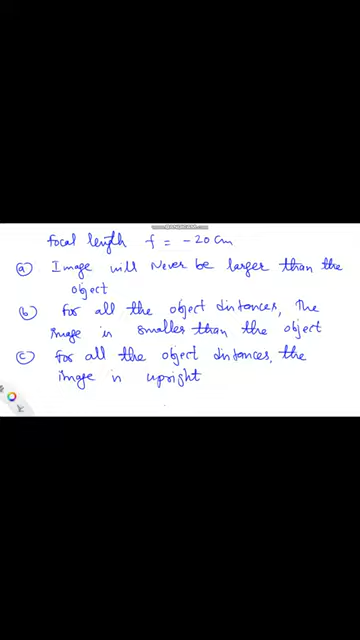 focal length f = - 20 cm
(a) Image will Never be larger than the
object
(b) for all the object distances, The
image is smaller than the object
(c) for all the object distances, the
image is upright